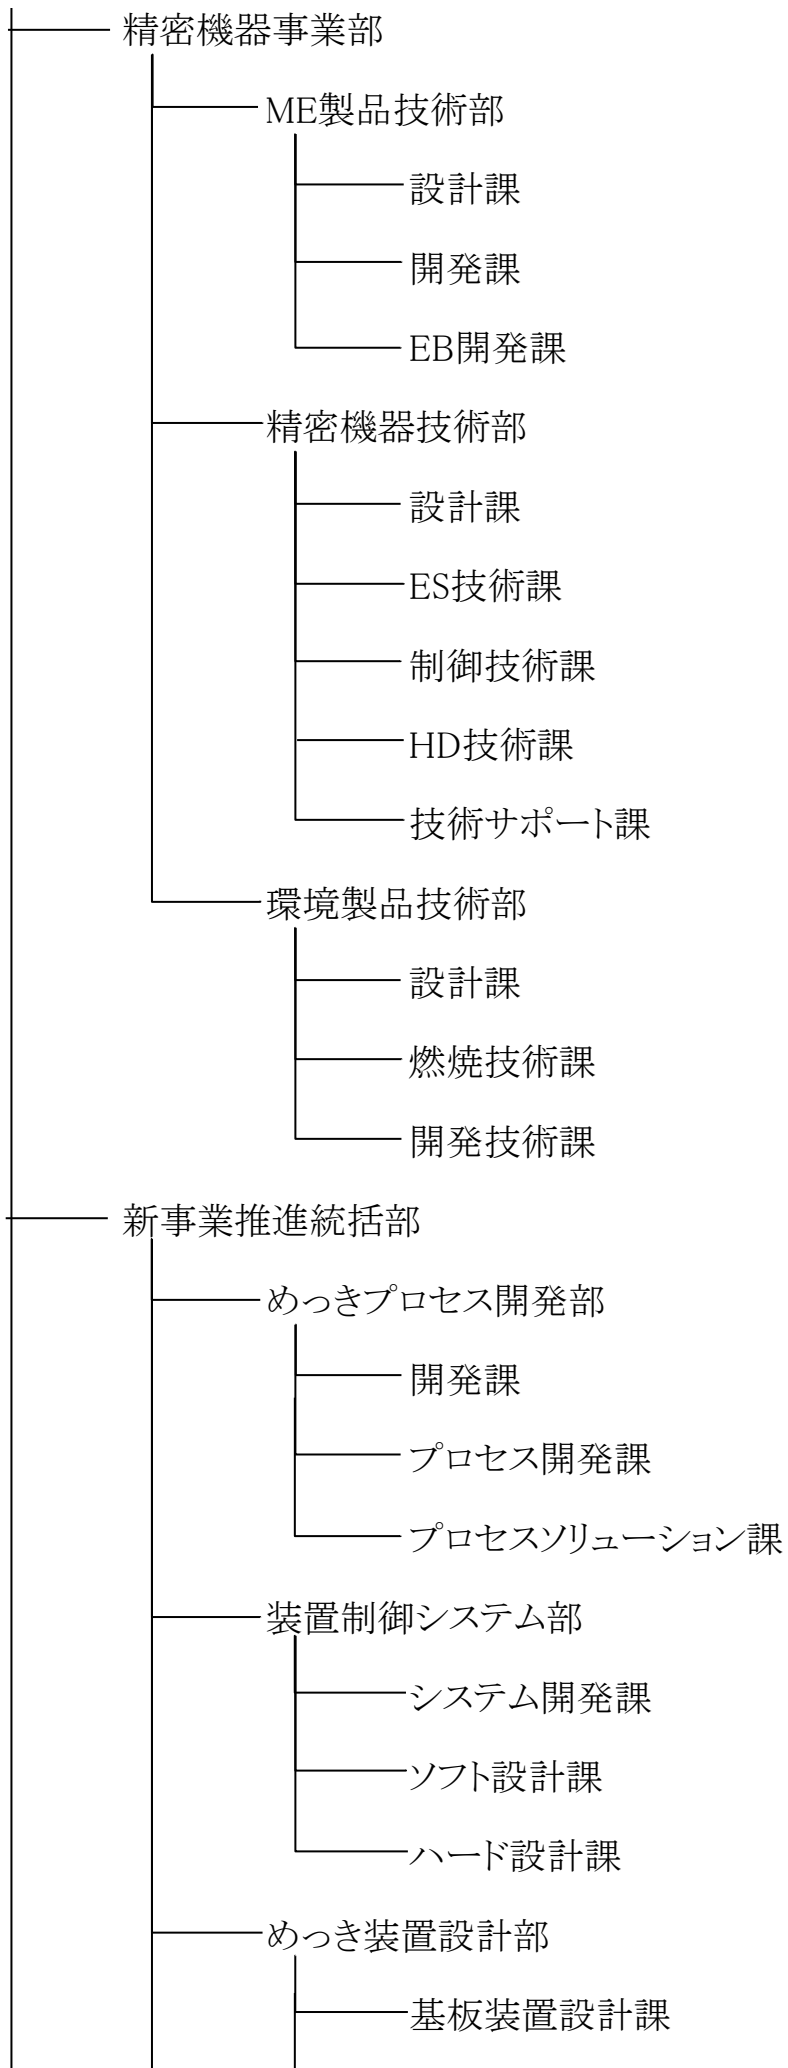 精密機器事業部
ME製品技術部
設計課
開発課
EB開発課
精密機器技術部
設計課
ES技術課
制御技術課
HD技術課
技術サポート課
環境製品技術部
設計課
燃焼技術課
開発技術課
新事業推進統括部
めっきプロセス開発部
開発課
プロセス開発課
プロセスソリューション課
装置制御システム部
システム開発課
ソフト設計課
ハード設計課
めっき装置設計部
基板装置設計課